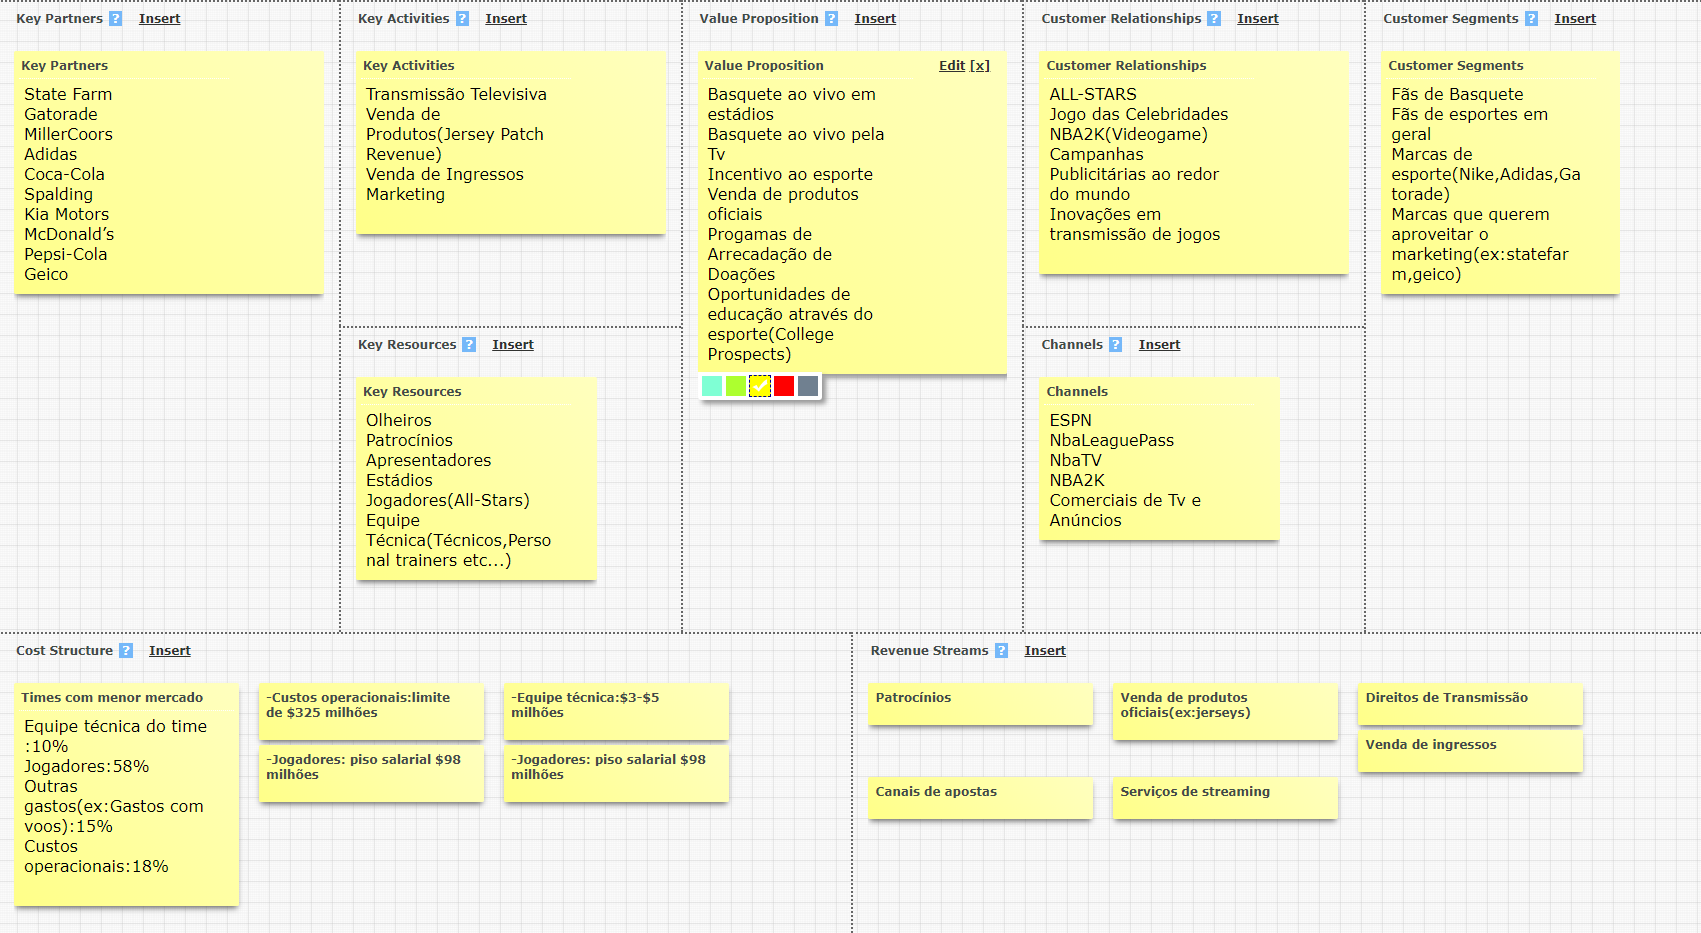 Key Partners ? Insert
Key Partners
State Farm
Gatorade
MillerCoors
Adidas
Coca-Cola
Spalding
Kia Motors
McDonald’s
Pepsi-Cola
Geico
Key Activities ? Insert
Key Activities
Transmissão Televisiva
Venda de
Produtos(Jersey Patch
Revenue)
Venda de Ingressos
Marketing
Key Resources ? Insert
Key Resources
Olheiros
Patrocínios
Apresentadores
Estádios
Jogadores(All-Stars)
Equipe
Técnica(Técnicos,Perso
nal trainers etc...)
Value Proposition ? Insert
Value Proposition Edit [x]
Basquete ao vivo em
estádios
Basquete ao vivo pela
Tv
Incentivo ao esporte
Venda de produtos
oficiais
Progamas de
Arrecadação de
Doações
Oportunidades de
educação através do
esporte(College
Prospects)
Customer Relationships ? Insert
Customer Relationships
ALL-STARS
Jogo das Celebridades
NBA2K(Videogame)
Campanhas
Publicitárias ao redor
do mundo
Inovações em
transmissão de jogos
Channels ? Insert
Channels
ESPN
NbaLeaguePass
NbaTV
NBA2K
Comerciais de Tv e
Anúncios
Customer Segments ? Insert
Customer Segments
Fãs de Basquete
Fãs de esportes em
geral
Marcas de
esporte(Nike,Adidas,Ga
torade)
Marcas que querem
aproveitar o
marketing(ex:statefar
m,geico)
Cost Structure ? Insert
Times com menor mercado
Equipe técnica do time
:10%
Jogadores:58%
Outras
gastos(ex:Gastos com
voos):15%
Custos
operacionais:18%
-Custos operacionais:limite
de $325 milhões
-Equipe técnica:$3-$5
milhões
-Jogadores: piso salarial $98
milhões
-Jogadores: piso salarial $98
milhões
Revenue Streams ? Insert
Patrocínios
Venda de produtos
oficiais(ex:jerseys)
Direitos de Transmissão
Venda de ingressos
Canais de apostas
Serviços de streaming